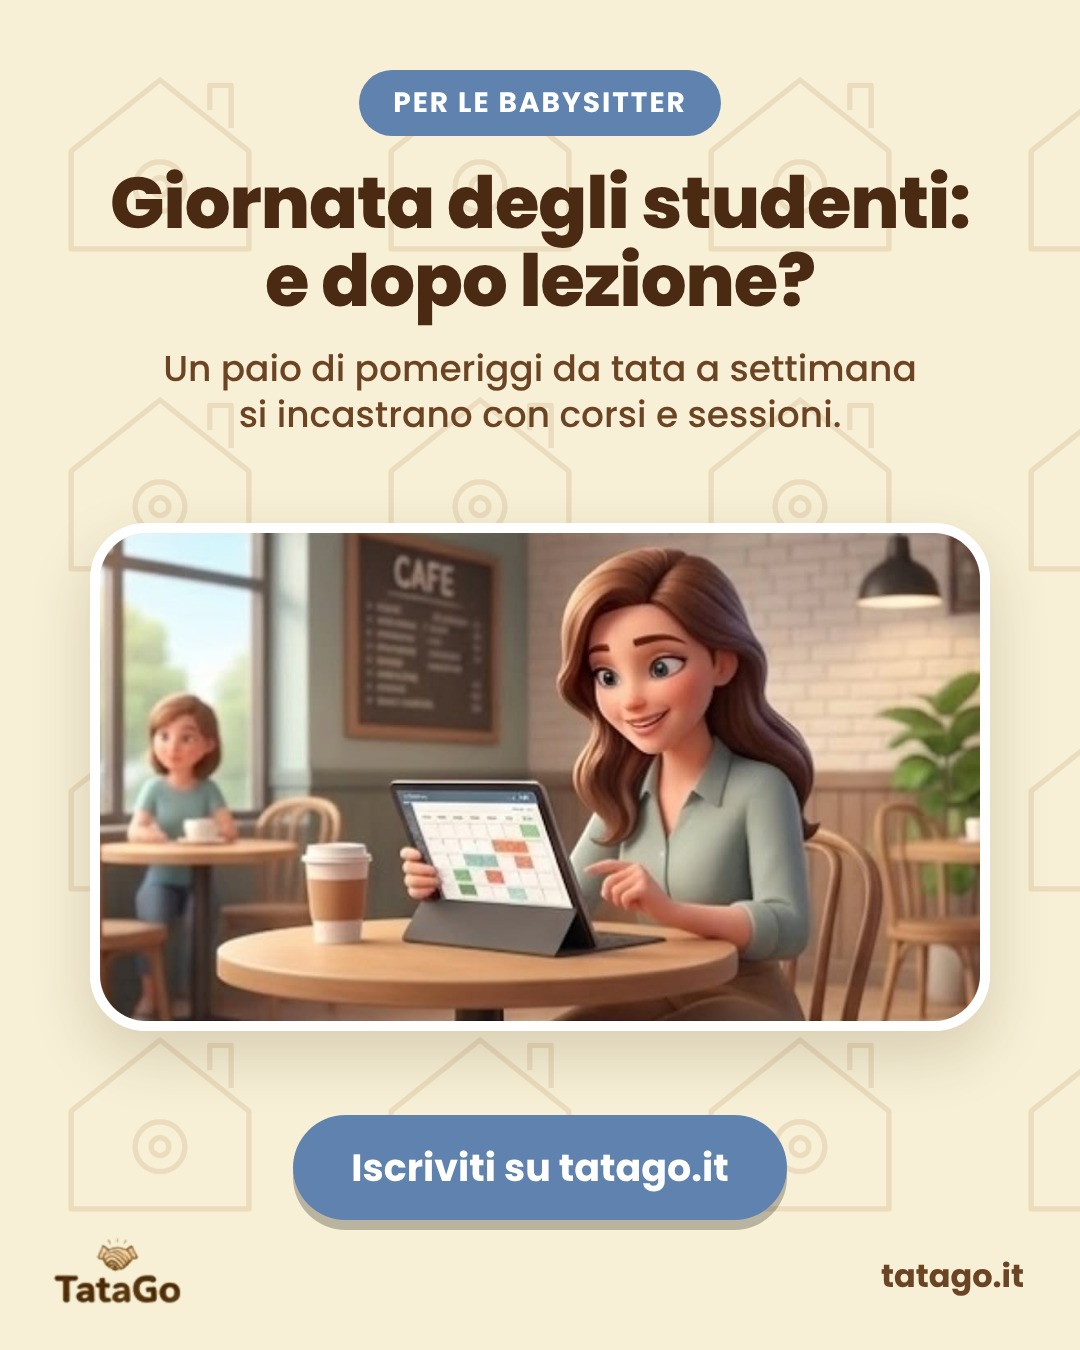 PER LE BABYSITTER
Giornata degli studenti:
e dopo lezione?
Un paio di pomeriggi da tata a settimana
si incastrano con corsi e sessioni.
CAFE
Iscriviti su tatago.it
TataGo
tatago.it